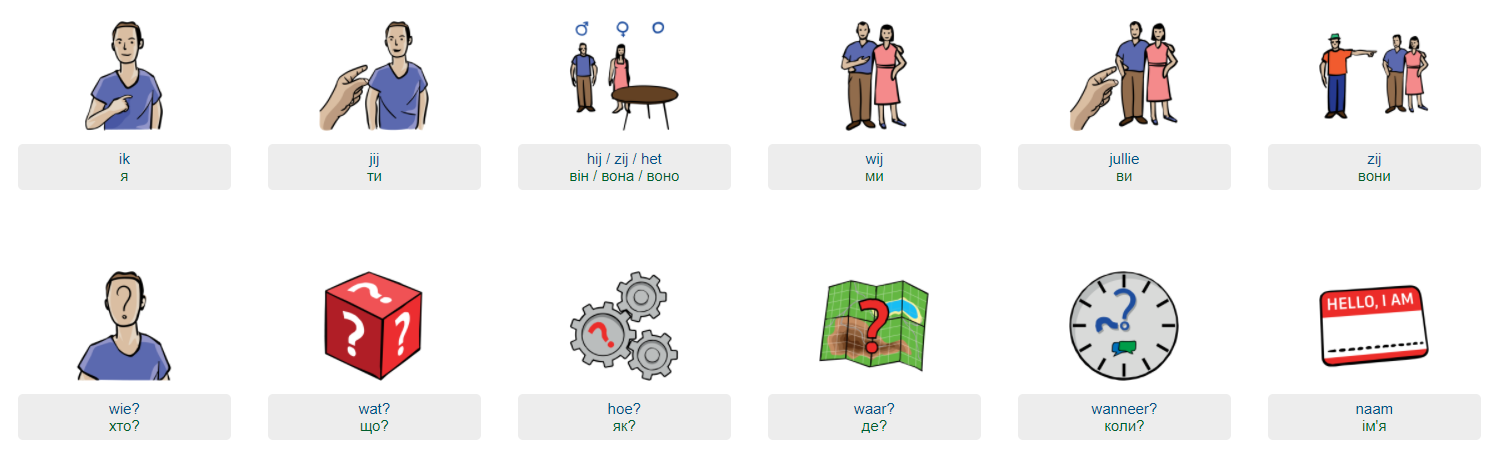 ik
я
jij
ти
hij / zij / het
він / вона / воно
wij
ми
jullie
ви
zij
вони
wie?
хто?
wat?
що?
hoe?
як?
waar?
де?
wanneer?
коли?
HELLO, I AM
naam
ім'я